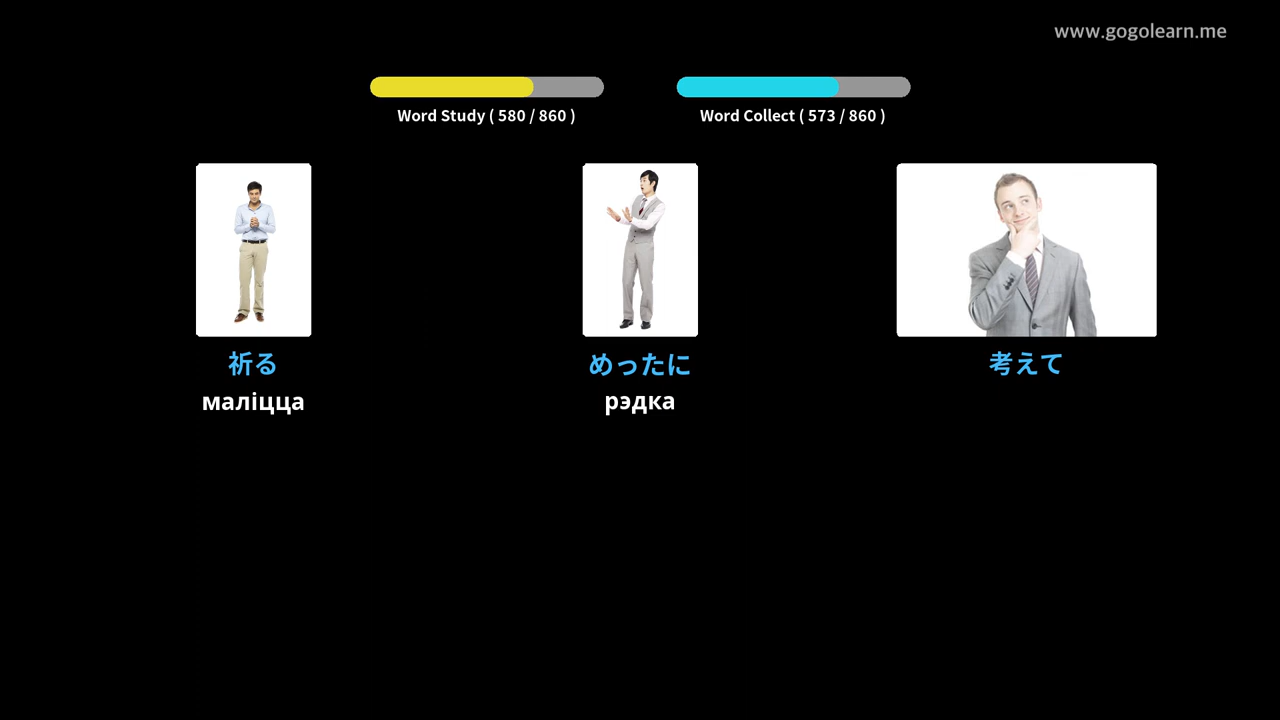 www.gogolearn.me
Word Study ( 580 / 860 )
Word Collect ( 573 / 860 )
祈る
めったに
考えて
маліцца
рэдка